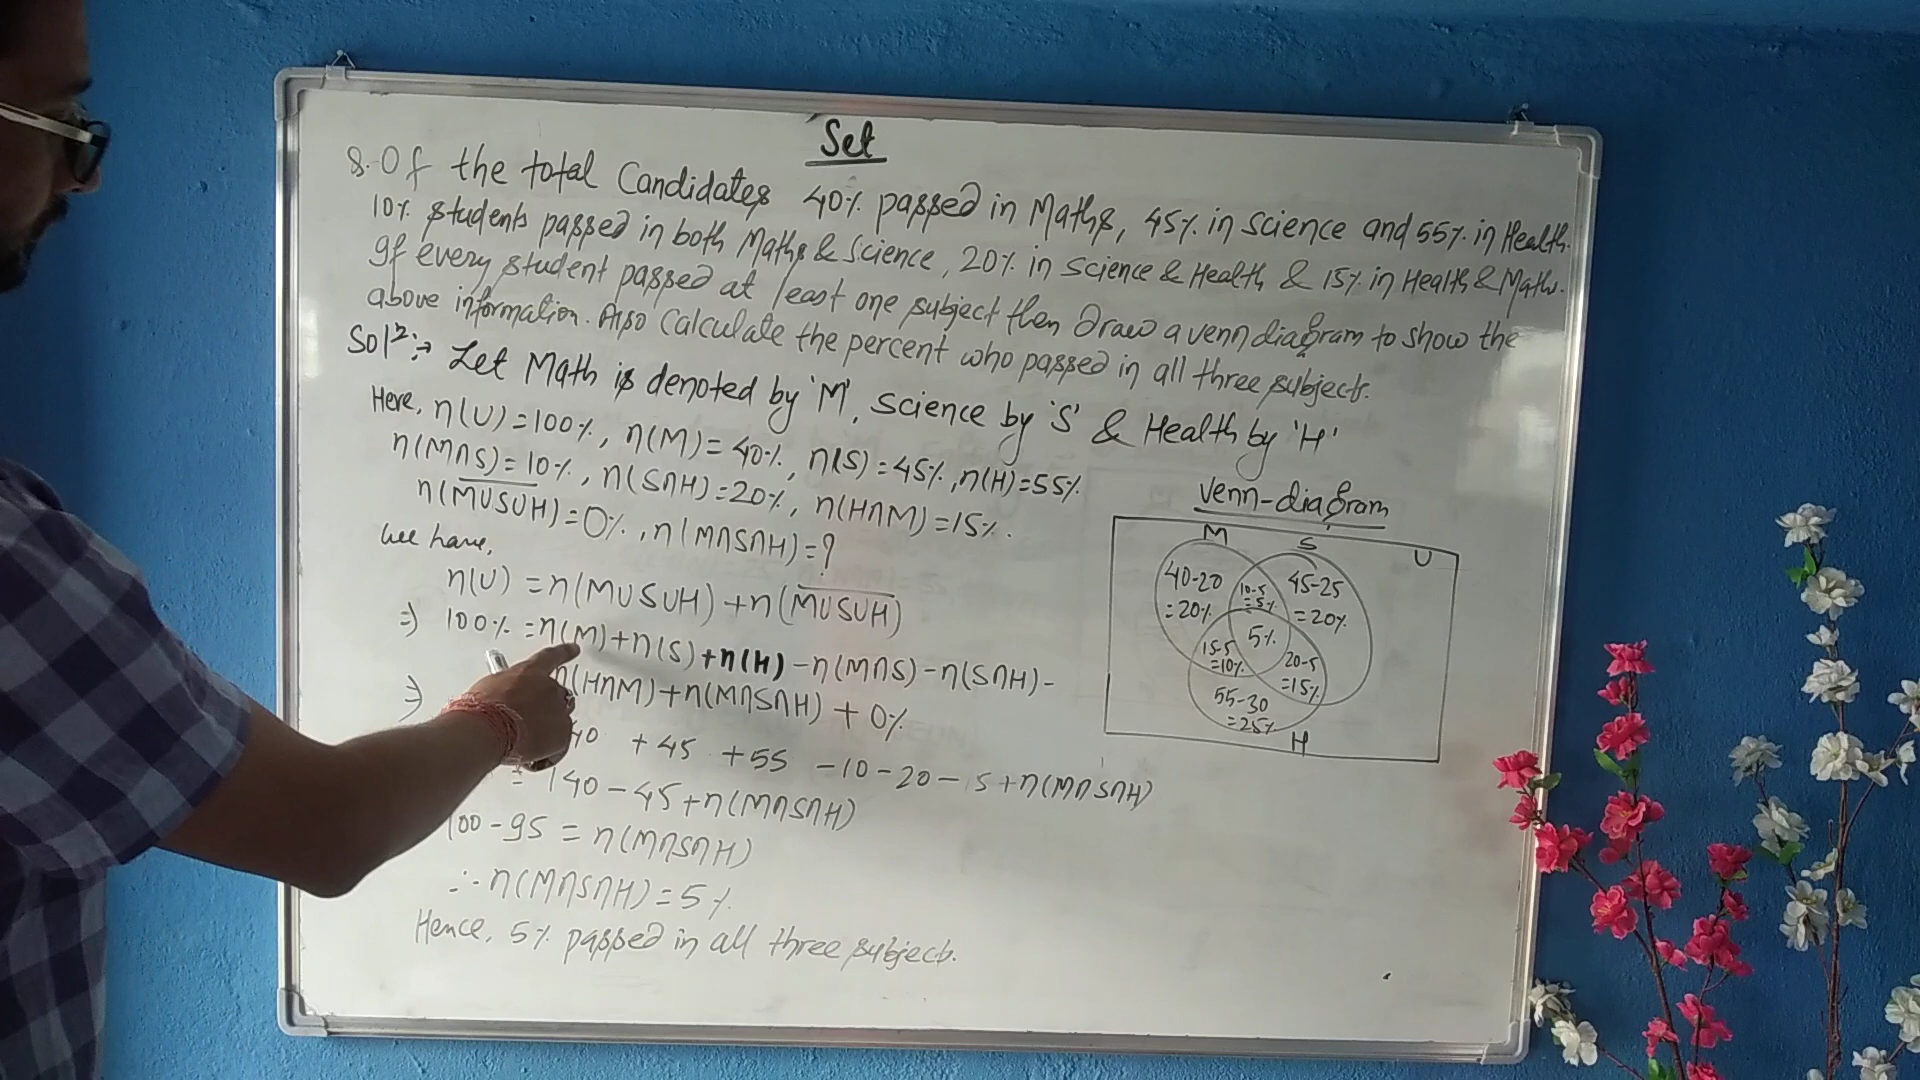 Set
8. Of the total Candidates 40% passed in Maths, 45% in science and 55% in Health.
10% students passed in both Maths & Science, 20% in Science & Health & 15% in Health & Maths.
If every student passed at least one subject then draw a venn diagram to show the
above information. Also Calculate the percent who passed in all three subjects.
Solⁿ:→ Let Math is denoted by 'M', Science by 'S' & Health by 'H'
Here, n(U) = 100%, n(M) = 40%, n(S) = 45%, n(H) = 55%
n(M∩S) = 10%, n(S∩H) = 20%, n(H∩M) = 15%.
n(M̅U̅S̅U̅H̅) = 0%, n(M∩S∩H) = ?
We have,
n(U) = n(MUSUH) + n(M̅U̅S̅U̅H̅)
⇒ 100% = n(M) + n(S) + n(H) - n(M∩S) - n(S∩H) -
n(H∩M) + n(M∩S∩H) + 0%
⇒ 40 + 45 + 55 - 10 - 20 - 5 + n(M∩S∩H)
= 140 - 45 + n(M∩S∩H)
100 - 95 = n(M∩S∩H)
∴ n(M∩S∩H) = 5%
Hence, 5% passed in all three subjects.
Venn-diagram
M S U
40-20
=20%
10-5
=5%
45-25
=20%
5%
15-5
=10%
20-5
=15%
55-30
=25%
H